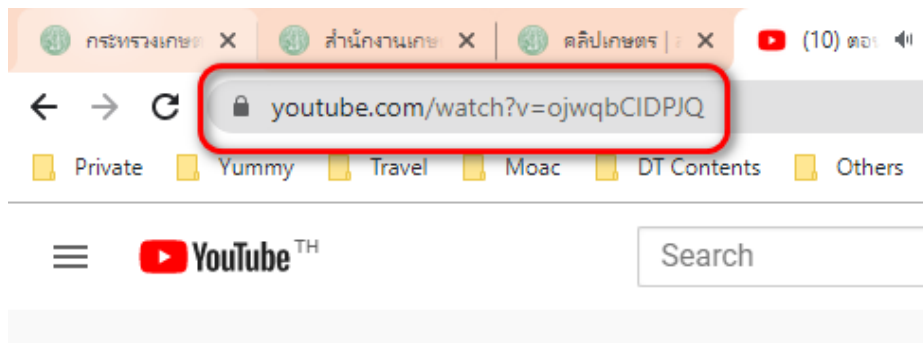 กระทรวงเกษต สำนักงานเกษ คลิปเกษตร | (10) ตอ
youtube.com/watch?v=ojwqbCIDPJQ
Private Yummy Travel Moac DT Contents Others
YouTube TH Search